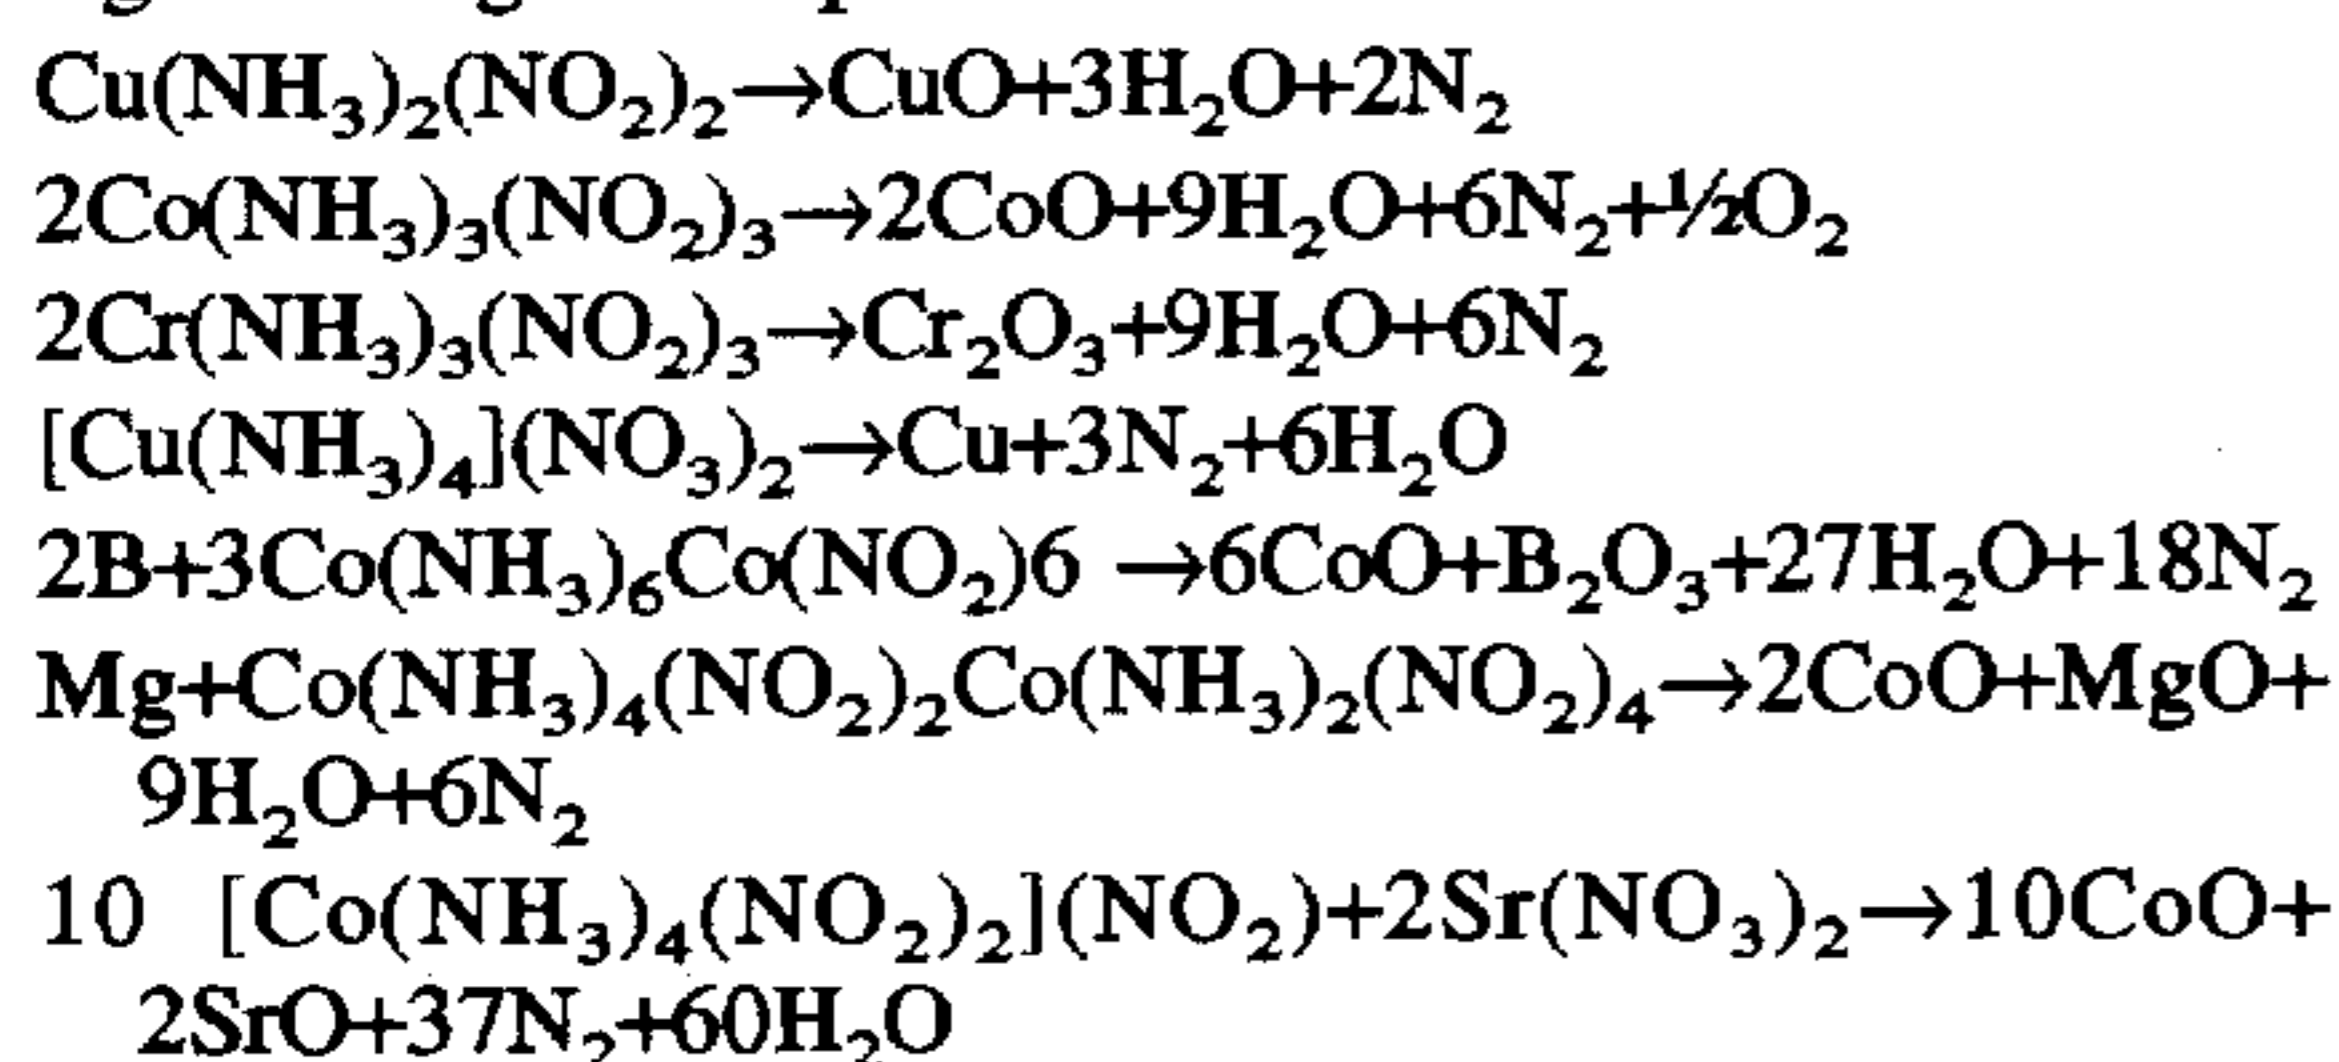 Cu(NH₃)₂(NO₂)₂→CuO+3H₂O+2N₂
2Co(NH₃)₃(NO₂)₃→2CoO+9H₂O+6N₂+½O₂
2Cr(NH₃)₃(NO₂)₃→Cr₂O₃+9H₂O+6N₂
[Cu(NH₃)₄](NO₃)₂→Cu+3N₂+6H₂O
2B+3Co(NH₃)₆Co(NO₂)6 →6CoO+B₂O₃+27H₂O+18N₂
Mg+Co(NH₃)₄(NO₂)₂Co(NH₃)₂(NO₂)₄→2CoO+MgO+
9H₂O+6N₂
10 [Co(NH₃)₄(NO₂)₂](NO₂)+2Sr(NO₃)₂→10CoO+
2SrO+37N₂+60H₂O